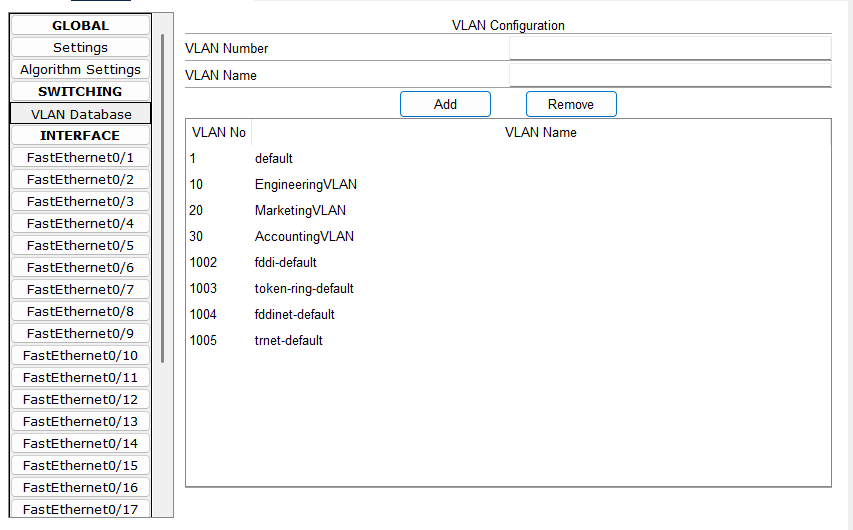 GLOBAL
Settings
Algorithm Settings
SWITCHING
VLAN Database
INTERFACE
FastEthernet0/1
FastEthernet0/2
FastEthernet0/3
FastEthernet0/4
FastEthernet0/5
FastEthernet0/6
FastEthernet0/7
FastEthernet0/8
FastEthernet0/9
FastEthernet0/10
FastEthernet0/11
FastEthernet0/12
FastEthernet0/13
FastEthernet0/14
FastEthernet0/15
FastEthernet0/16
FastEthernet0/17
VLAN Configuration
VLAN Number
VLAN Name
Add Remove
VLAN No VLAN Name
1 default
10 EngineeringVLAN
20 MarketingVLAN
30 AccountingVLAN
1002 fddi-default
1003 token-ring-default
1004 fddinet-default
1005 trnet-default